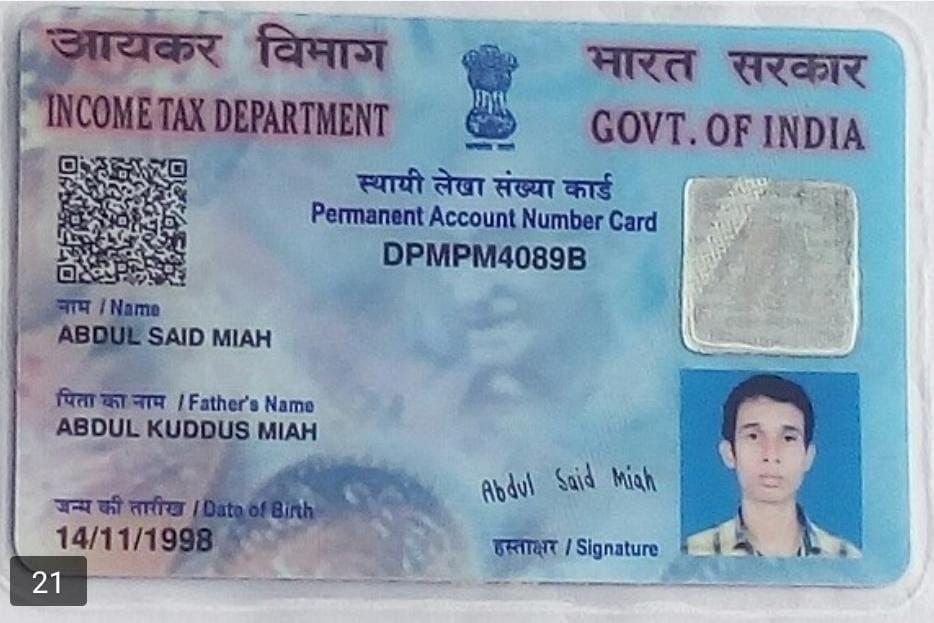 आयकर विभाग
INCOME TAX DEPARTMENT
भारत सरकार
GOVT. OF INDIA
स्थायी लेखा संख्या कार्ड
Permanent Account Number Card
DPMPM4089B
नाम / Name
ABDUL SAID MIAH
पिता का नाम / Father's Name
ABDUL KUDDUS MIAH
जन्म की तारीख / Date of Birth
14/11/1998
Abdul Said Miah
हस्ताक्षर / Signature
21